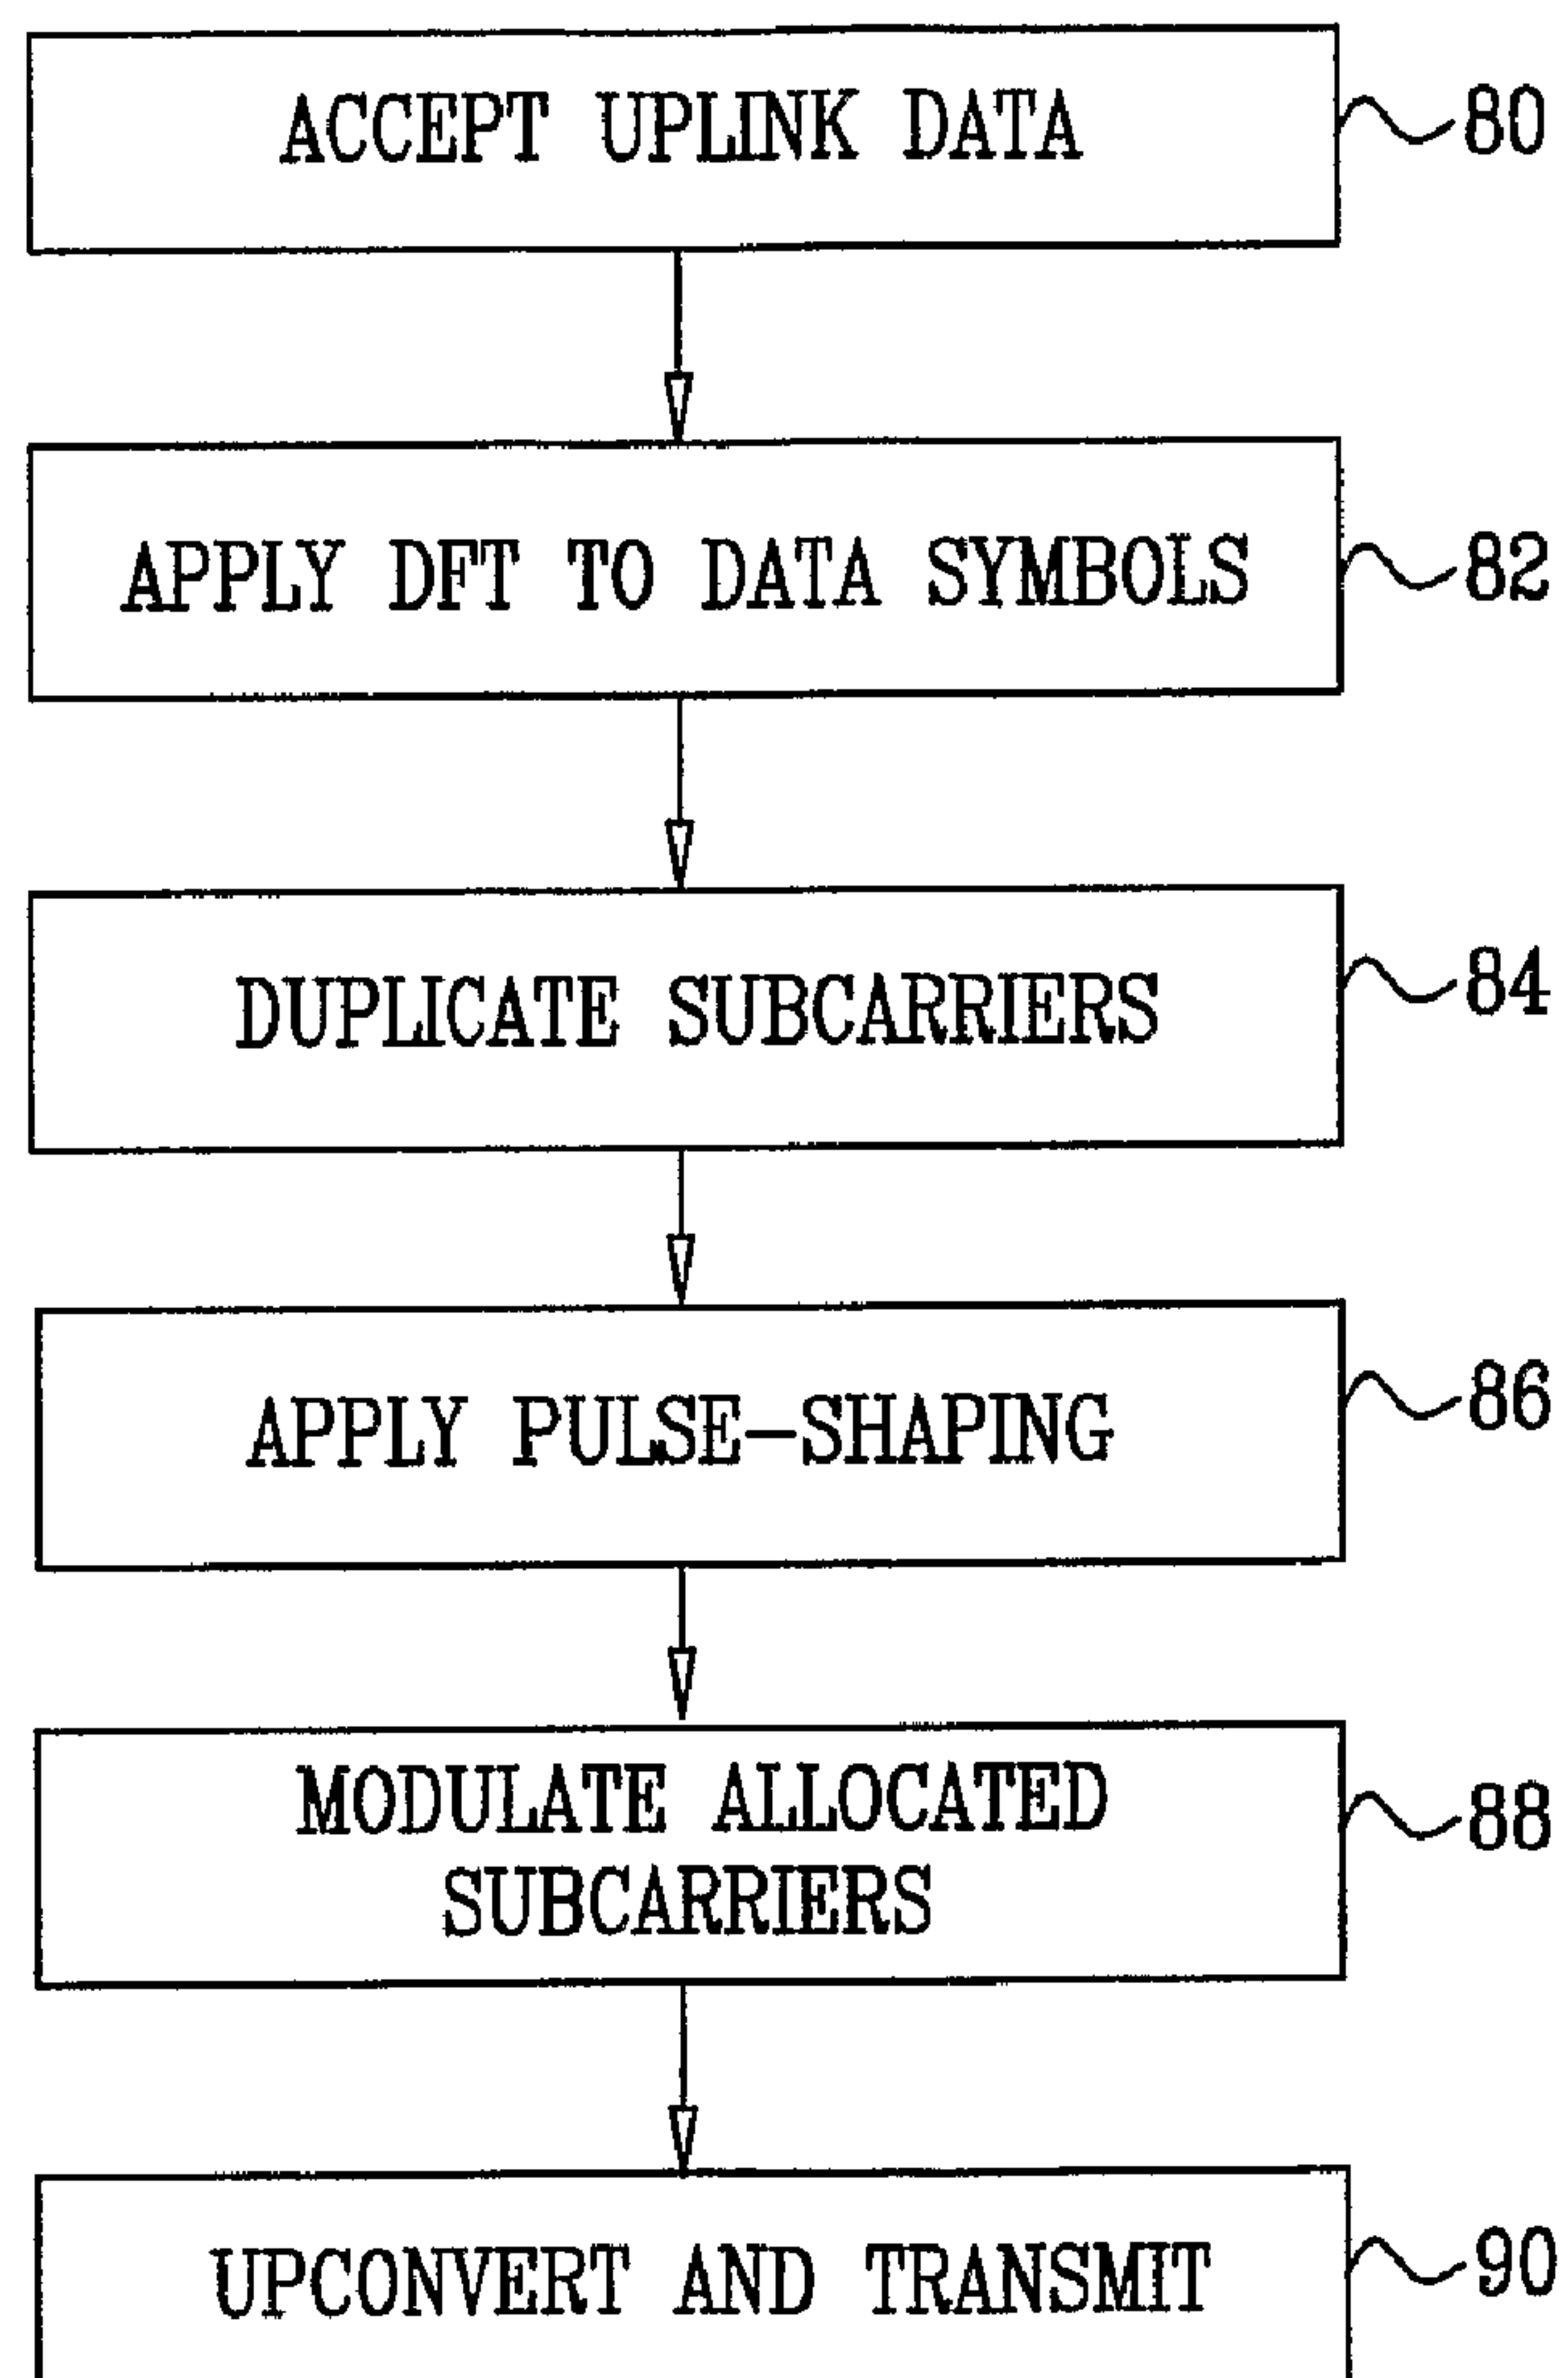 ACCEPT UPLINK DATA 80
APPLY DFT TO DATA SYMBOLS 82
DUPLICATE SUBCARRIERS 84
APPLY PULSE-SHAPING 86
MODULATE ALLOCATED
SUBCARRIERS
88
UPCONVERT AND TRANSMIT 90